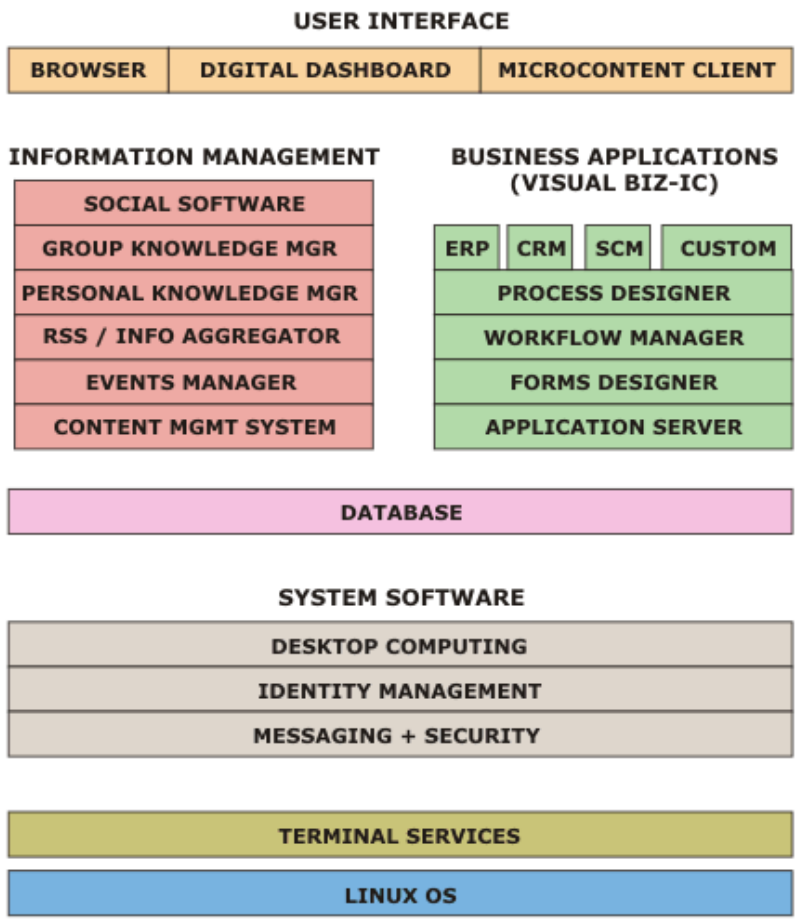 USER INTERFACE
BROWSER DIGITAL DASHBOARD MICROCONTENT CLIENT
INFORMATION MANAGEMENT
SOCIAL SOFTWARE
GROUP KNOWLEDGE MGR
PERSONAL KNOWLEDGE MGR
RSS / INFO AGGREGATOR
EVENTS MANAGER
CONTENT MGMT SYSTEM
BUSINESS APPLICATIONS
(VISUAL BIZ-IC)
ERP CRM SCM CUSTOM
PROCESS DESIGNER
WORKFLOW MANAGER
FORMS DESIGNER
APPLICATION SERVER
DATABASE
SYSTEM SOFTWARE
DESKTOP COMPUTING
IDENTITY MANAGEMENT
MESSAGING + SECURITY
TERMINAL SERVICES
LINUX OS